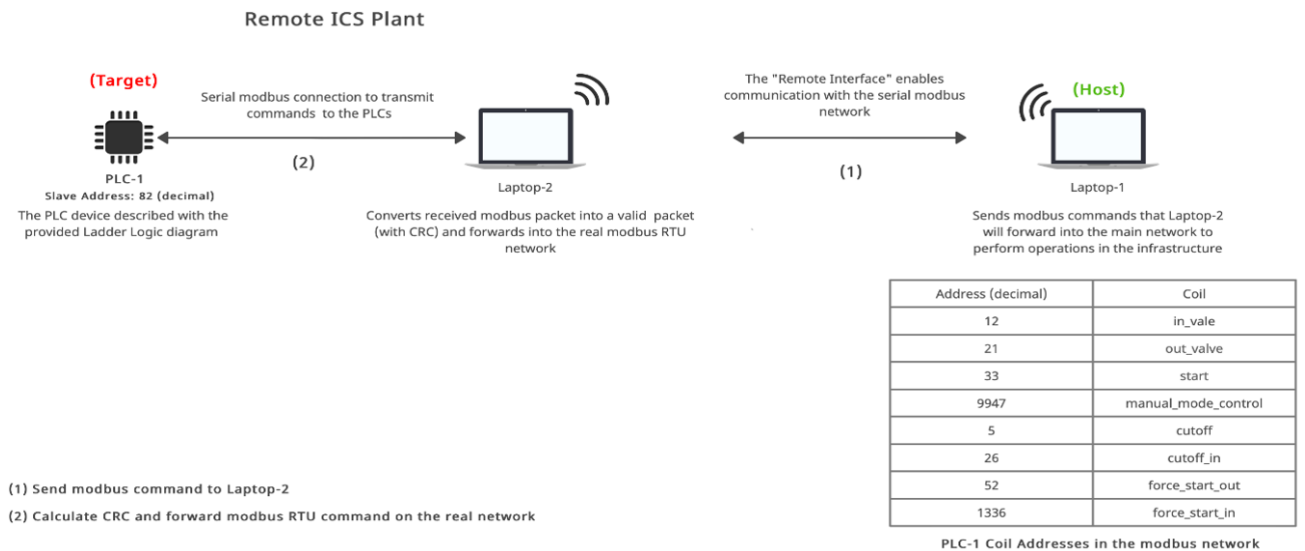 Remote ICS Plant
(Target)
Serial modbus connection to transmit
commands to the PLCs
(2)
PLC-1
Slave Address: 82 (decimal)
The PLC device described with the
provided Ladder Logic diagram
Laptop-2
Converts received modbus packet into a valid packet
(with CRC) and forwards into the real modbus RTU
network
The "Remote Interface" enables
communication with the serial modbus
network
(1)
(Host)
Laptop-1
Sends modbus commands that Laptop-2
will forward into the main network to
perform operations in the infrastructure
Address (decimal) Coil
12 in_vale
21 out_valve
33 start
9947 manual_mode_control
5 cutoff
26 cutoff_in
52 force_start_out
1336 force_start_in
PLC-1 Coil Addresses in the modbus network
(1) Send modbus command to Laptop-2
(2) Calculate CRC and forward modbus RTU command on the real network